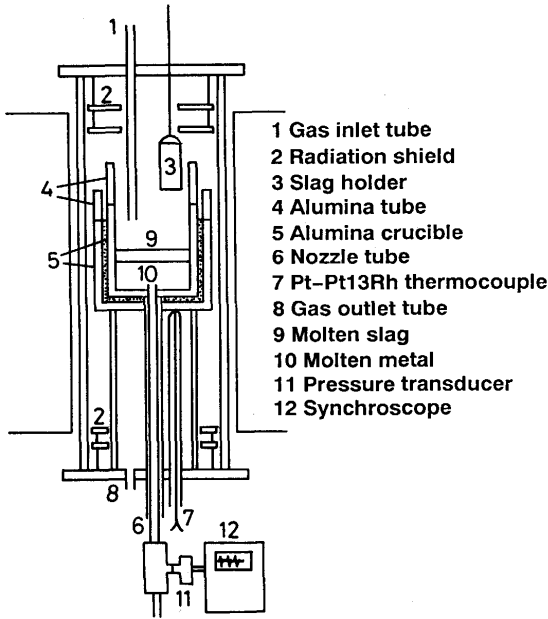 1
2
3
4
9
5
10
2
8
6
7
12
11
1 Gas inlet tube
2 Radiation shield
3 Slag holder
4 Alumina tube
5 Alumina crucible
6 Nozzle tube
7 Pt–Pt13Rh thermocouple
8 Gas outlet tube
9 Molten slag
10 Molten metal
11 Pressure transducer
12 Synchroscope